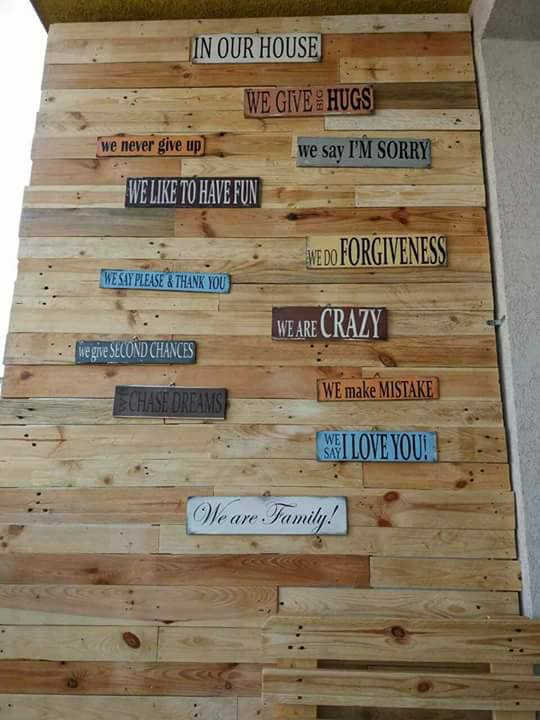 IN OUR HOUSE
WE GIVE BIG HUGS
we never give up
we say I'M SORRY
WE LIKE TO HAVE FUN
WE DO FORGIVENESS
WE SAY PLEASE & THANK YOU
WE ARE CRAZY
we give SECOND CHANCES
WE make MISTAKE
WE CHASE DREAMS
WE SAY I LOVE YOU!
We are Family!